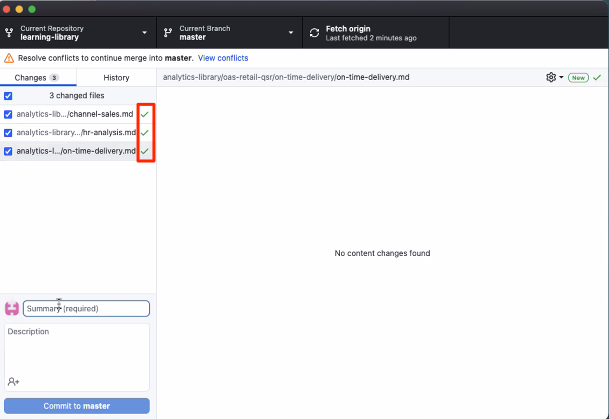 Current Repository
learning-library
Current Branch
master
Fetch origin
Last fetched 2 minutes ago
Resolve conflicts to continue merge into master. View conflicts
Changes 3
History
analytics-library/oas-retail-qsr/on-time-delivery/on-time-delivery.md
New
3 changed files
analytics-lib.../channel-sales.md
analytics-library.../hr-analysis.md
analytics-l.../on-time-delivery.md
No content changes found
Summary (required)
Description
Commit to master